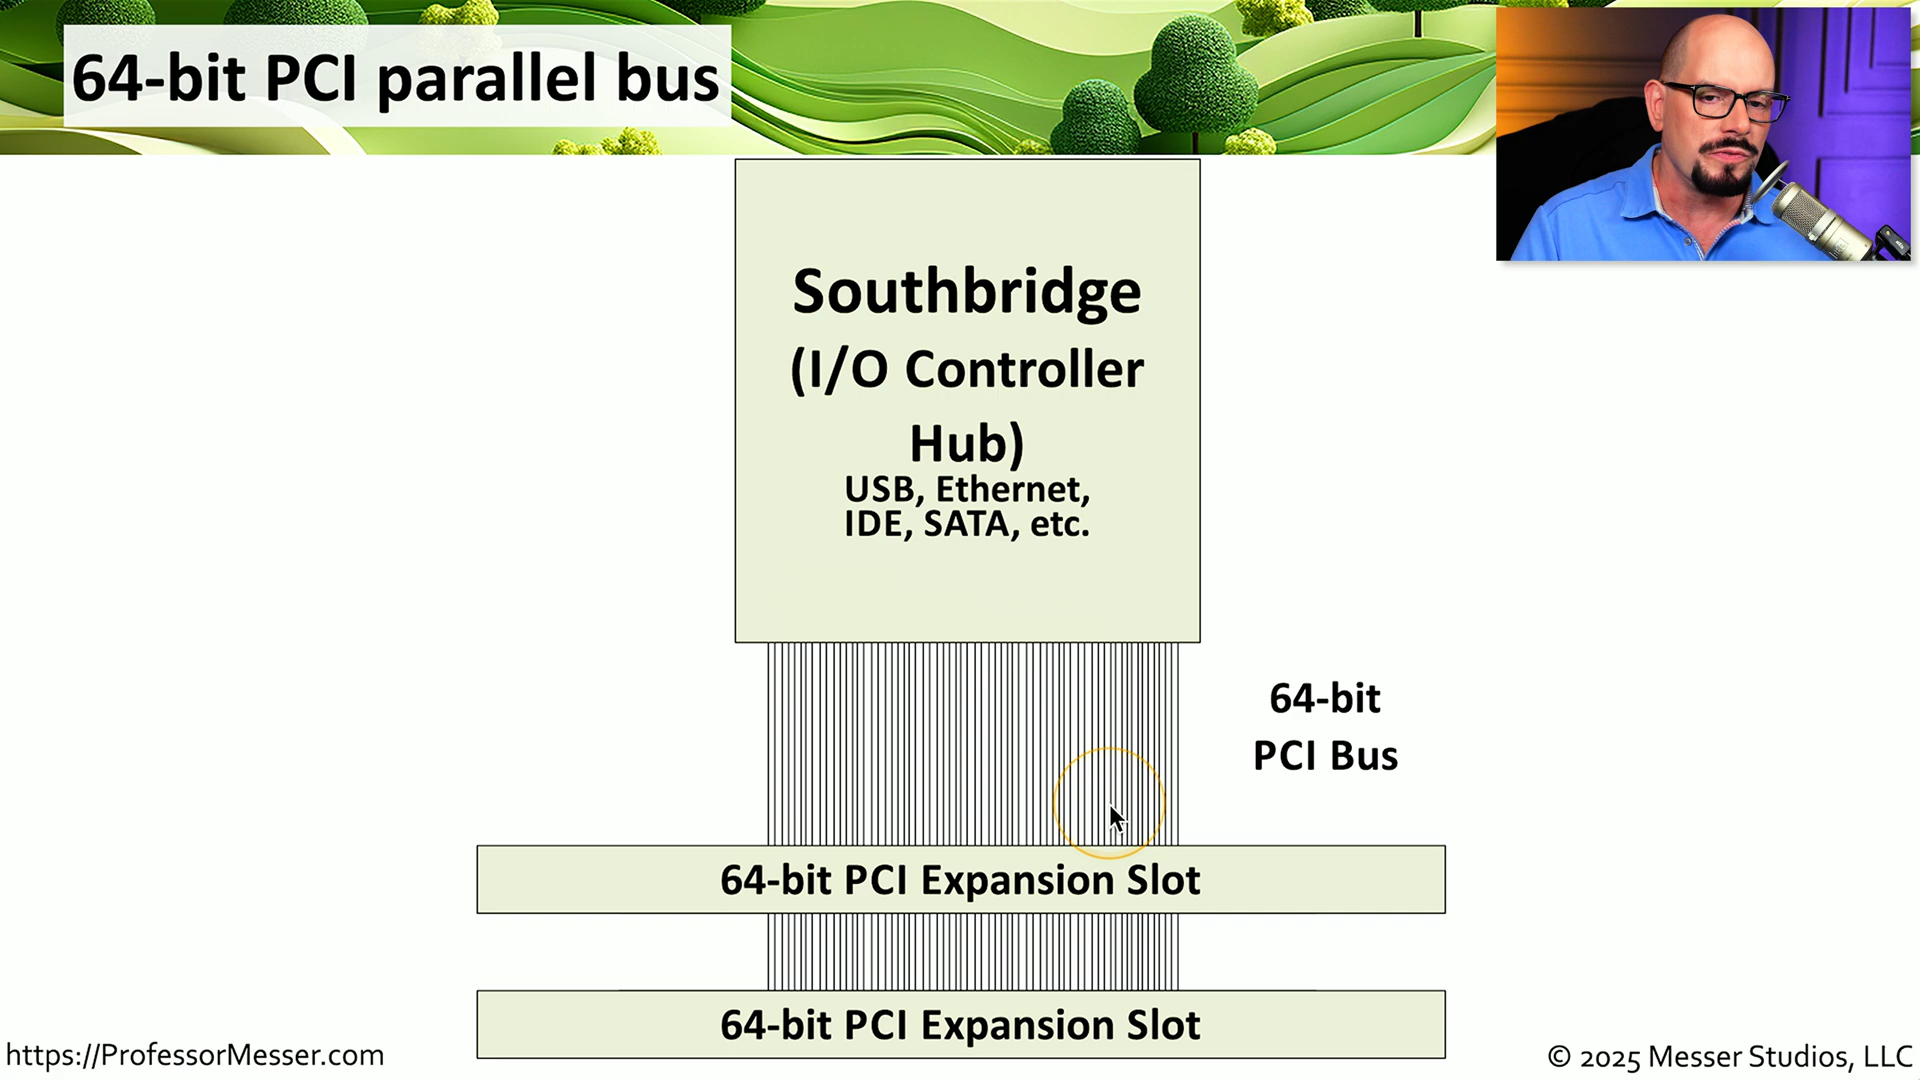 64-bit PCI parallel bus
Southbridge
(I/O Controller
Hub)
USB, Ethernet,
IDE, SATA, etc.
64-bit
PCI Bus
64-bit PCI Expansion Slot
64-bit PCI Expansion Slot
https://ProfessorMesser.com
© 2025 Messer Studios, LLC